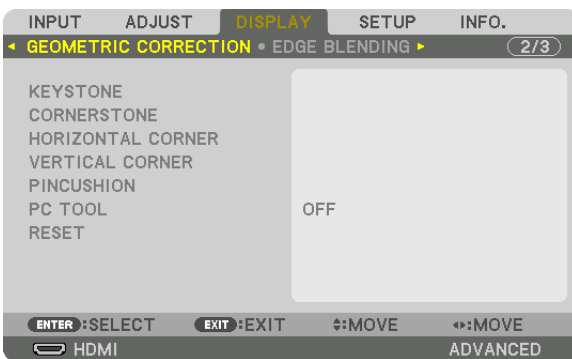 INPUT ADJUST DISPLAY SETUP INFO.
GEOMETRIC CORRECTION • EDGE BLENDING 2/3
KEYSTONE
CORNERSTONE
HORIZONTAL CORNER
VERTICAL CORNER
PINCUSHION
PC TOOL OFF
RESET
ENTER :SELECT EXIT :EXIT :MOVE :MOVE
HDMI ADVANCED